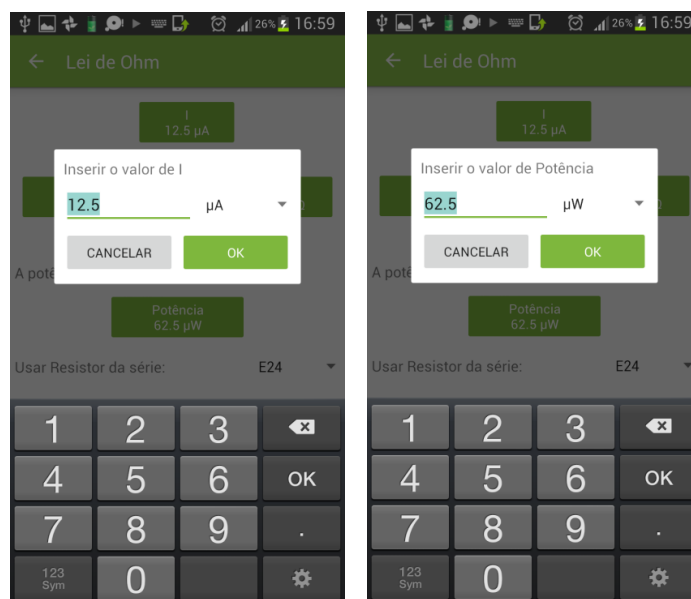 26% 16:59
Lei de Ohm
I
12.5 µA
Inserir o valor de I
12.5 µA
CANCELAR OK
A potê
Potência
62.5 µW
Usar Resistor da série: E24
1 2 3
4 5 6 OK
7 8 9 .
123
Sym
0
26% 16:59
Lei de Ohm
I
12.5 µA
Inserir o valor de Potência
62.5 µW
CANCELAR OK
A potê
Potência
62.5 µW
Usar Resistor da série: E24
1 2 3
4 5 6 OK
7 8 9 .
123
Sym
0